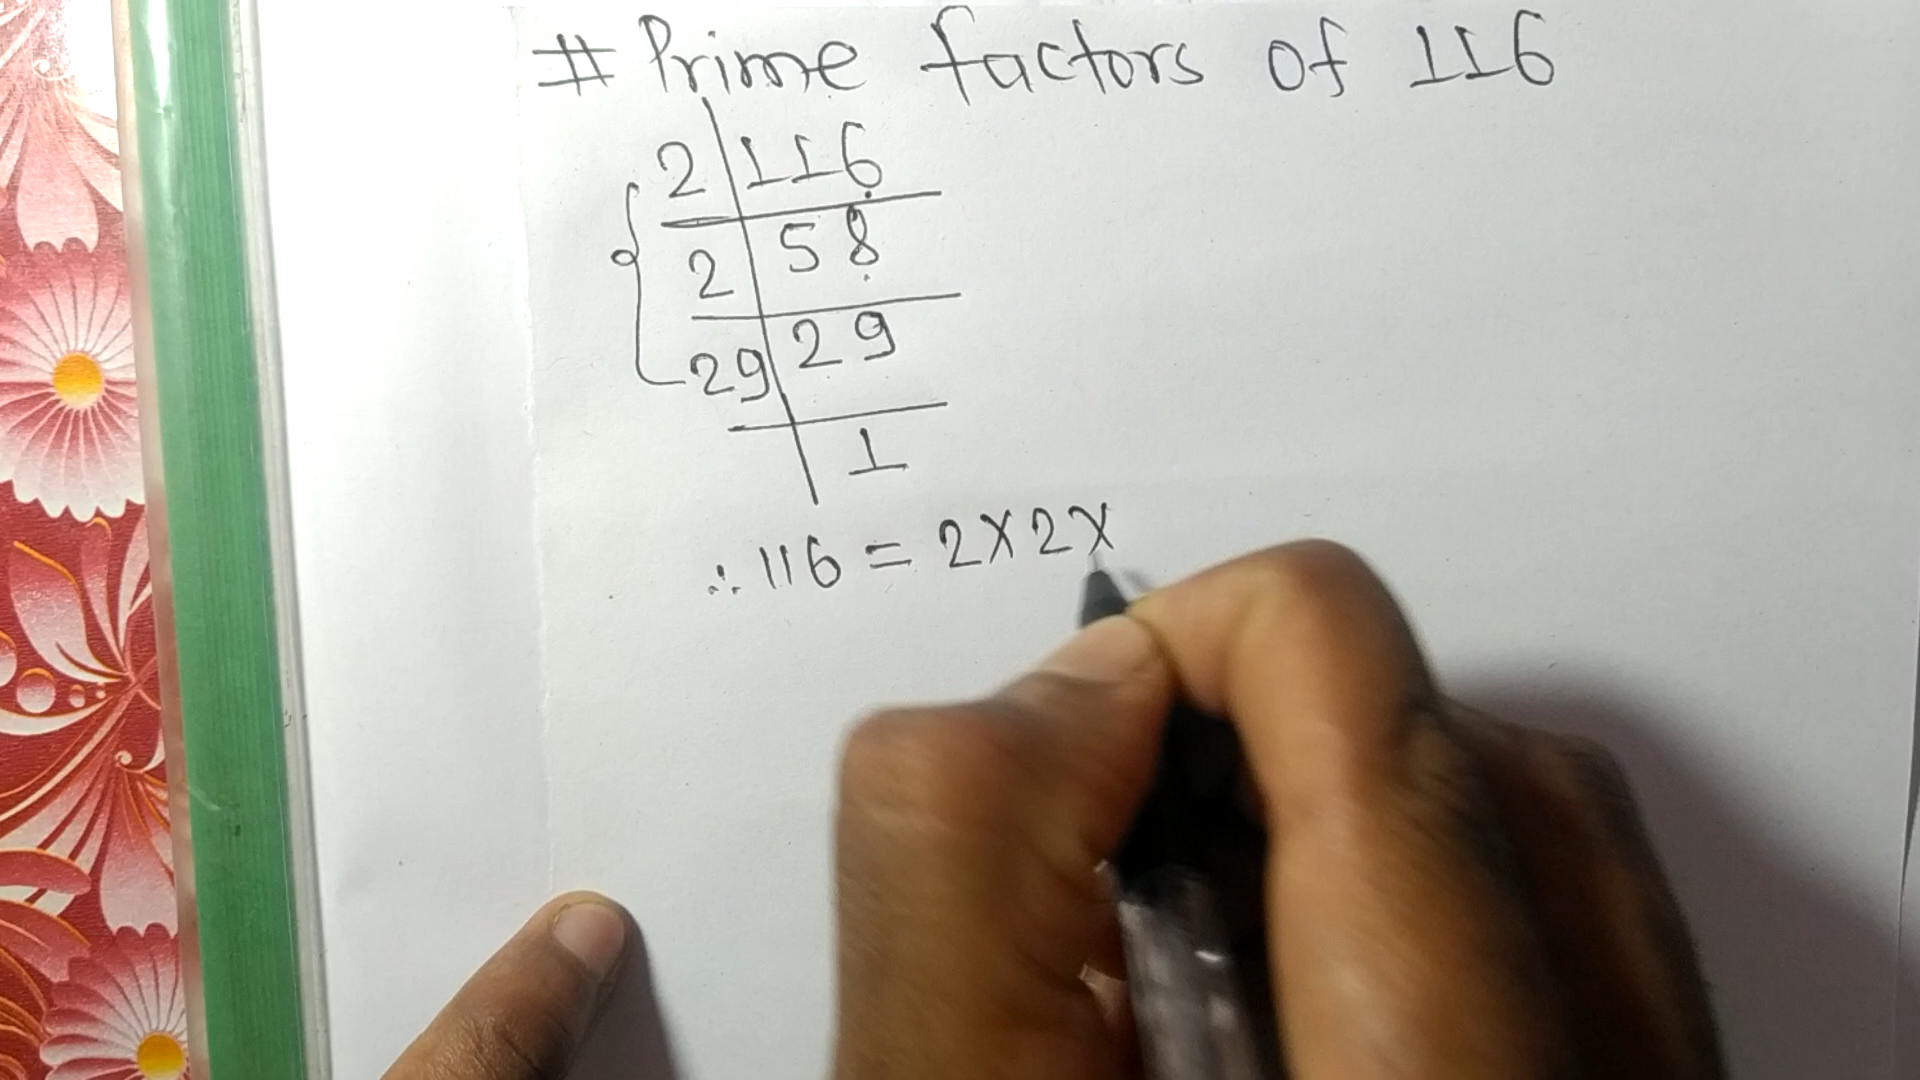 # Prime factors of 116
2 116
2 58
29 29
1
∴ 116 = 2×2×